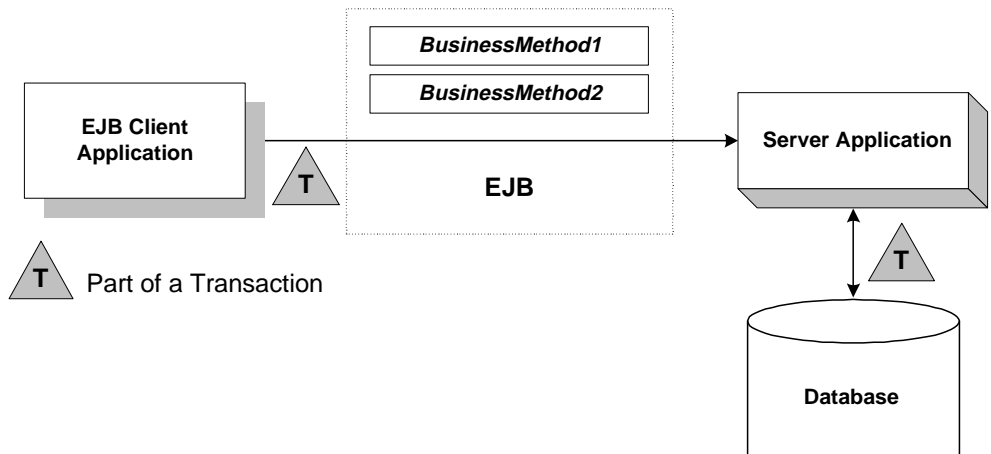 BusinessMethod1
BusinessMethod2
EJB Client
Application
Server Application
T
EJB
T
T
Part of a Transaction
Database